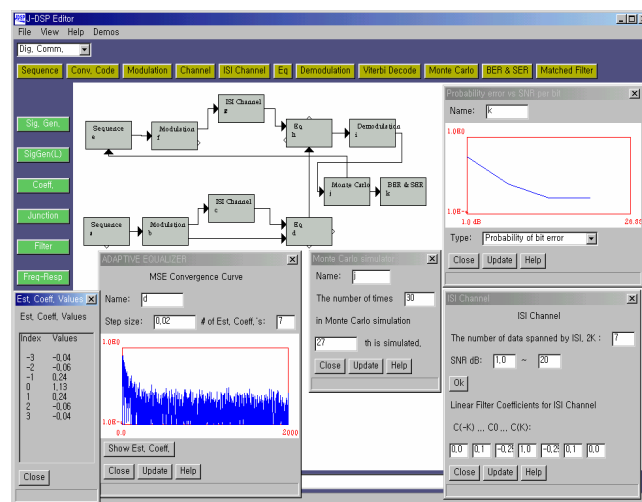 J-DSP Editor
File View Help Demos
Dig, Comm,
Sequence Conv, Code Modulation Channel ISI Channel Eq Demodulation Viterbi Decode Monte Carlo BER & SER Matched Filter
Sig, Gen,
SigGen(L)
Coeff,
Junction
Filter
Freq-Resp
Sequence
e
Modulation
f
ISI Channel
g
Eq
h
Demodulation
i
Monte Carlo
j
BER & SER
k
Sequence
a
Modulation
b
ISI Channel
c
Eq
d
Probability error vs SNR per bit
Name: k
1.0E0
1.0E-
1.0 dB
Type: Probability of bit error
Close Update Help
ADAPTIVE EQUALIZER
MSE Convergence Curve
Name: d
Step size: 0,02 # of Est, Coeff,'s: 7
1.0E0
1.0E-
0.0 2000
Show Est, Coeff,
Close Update Help
Monte Carlo simulator
Name: j
The number of times 30
in Monte Carlo simulation
27 th is simulated,
Close Update Help
Est, Coeff, Values
Est, Coeff, Values
Index Values
-3 -0,04
-2 -0,06
-1 0,24
0 1,13
1 0,24
2 -0,06
3 -0,04
Close
ISI Channel
ISI Channel
The number of data spanned by ISI, 2K : 7
SNR dB: 1,0 ~ 20
Ok
Linear Filter Coefficients for ISI Channel
C(-K) ,,, C0 ,,, C(K):
0,0 0,1 -0,25 1,0 -0,25 0,1 0,0
Close Update Help